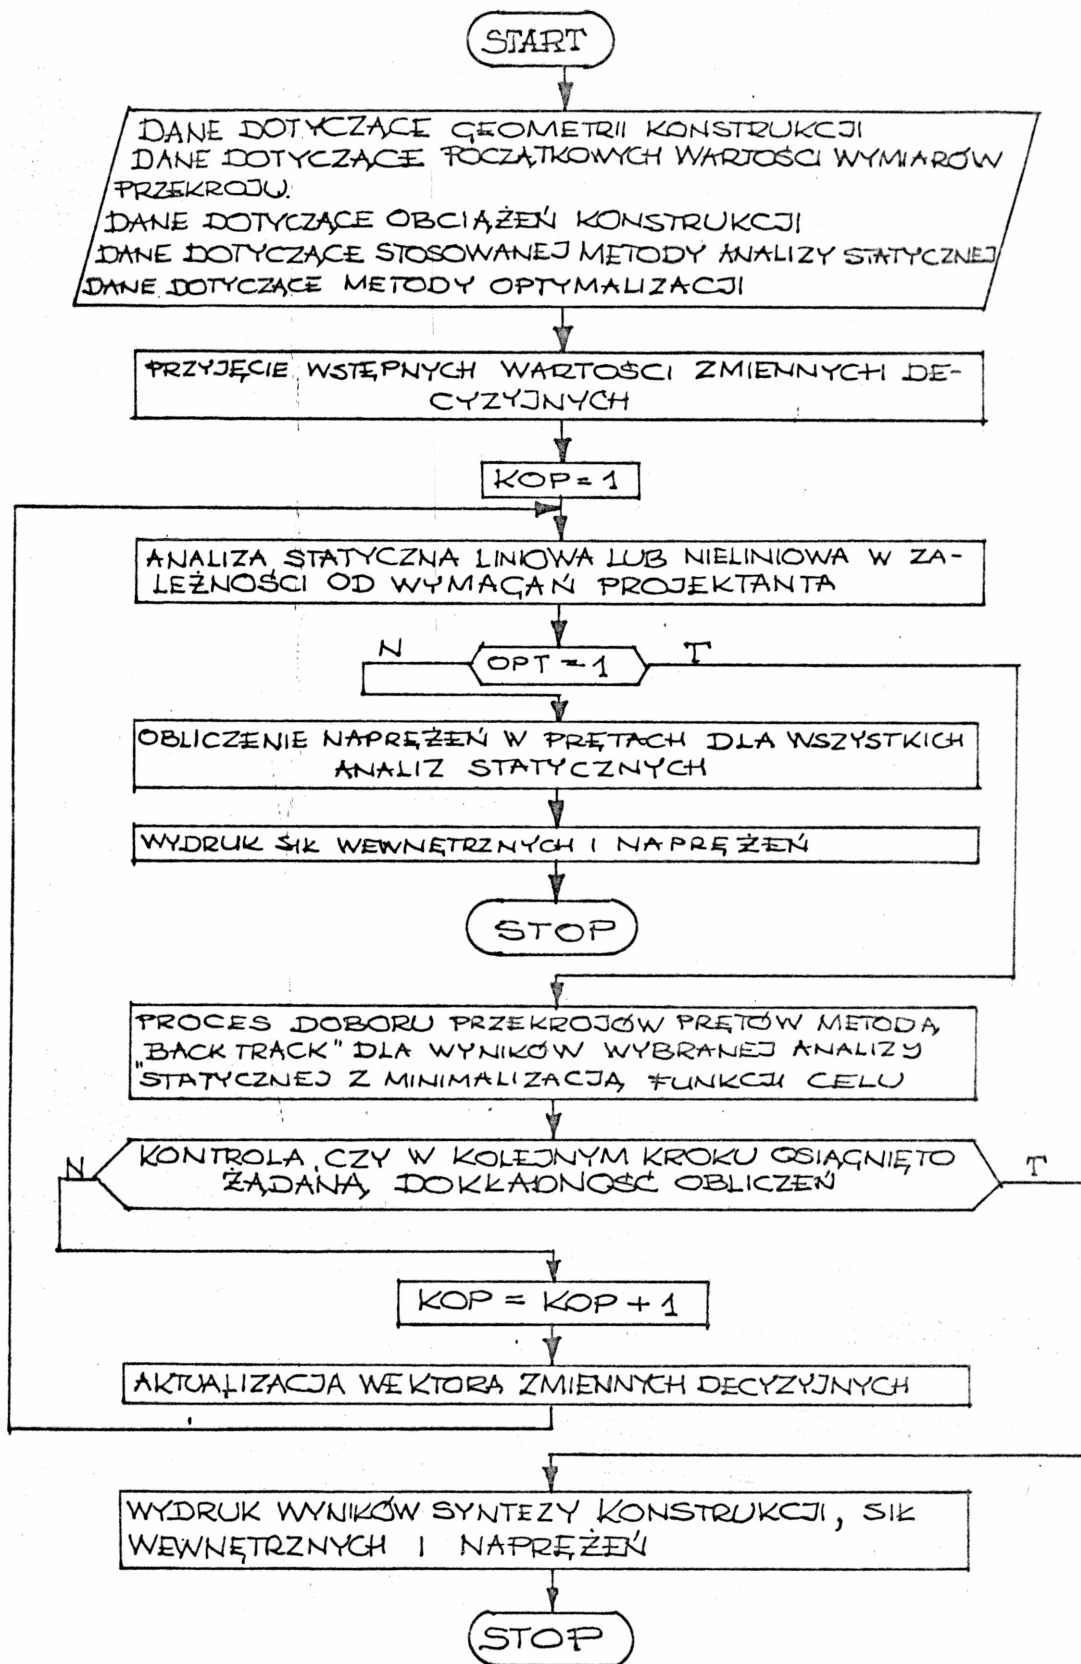 START
DANE DOTYCZĄCE GEOMETRII KONSTRUKCJI
DANE DOTYCZĄCE POCZĄTKOWYCH WARTOŚCI WYMIARÓW
PRZEKROJU.
DANE DOTYCZĄCE OBCIĄŻEŃ KONSTRUKCJI
DANE DOTYCZĄCE STOSOWANEJ METODY ANALIZY STATYCZNEJ
DANE DOTYCZĄCE METODY OPTYMALIZACJI
PRZYJĘCIE WSTĘPNYCH WARTOŚCI ZMIENNYCH DE-
CYZYJNYCH
KOP = 1
ANALIZA STATYCZNA LINIOWA LUB NIELINIOWA W ZA-
LEŻNOŚCI OD WYMAGAŃ PROJEKTANTA
N
OPT = 1
T
OBLICZENIE NAPRĘŻEŃ W PRĘTACH DLA WSZYSTKICH
ANALIZ STATYCZNYCH
WYDRUK SIŁ WEWNĘTRZNYCH I NAPRĘŻEŃ
STOP
PROCES DOBORU PRZEKROJÓW PRĘTÓW METODĄ
"BACK TRACK" DLA WYNIKÓW WYBRANEJ ANALIZY
"STATYCZNEJ Z MINIMALIZACJĄ FUNKCJI CELU
N
KONTROLA, CZY W KOLEJNYM KROKU OSIĄGNIĘTO
ŻĄDANĄ DOKŁADNOŚĆ OBLICZEŃ
T
KOP = KOP + 1
AKTUALIZACJA WEKTORA ZMIENNYCH DECYZYJNYCH
WYDRUK WYNIKÓW SYNTEZY KONSTRUKCJI, SIŁ
WEWNĘTRZNYCH I NAPRĘŻEŃ
STOP